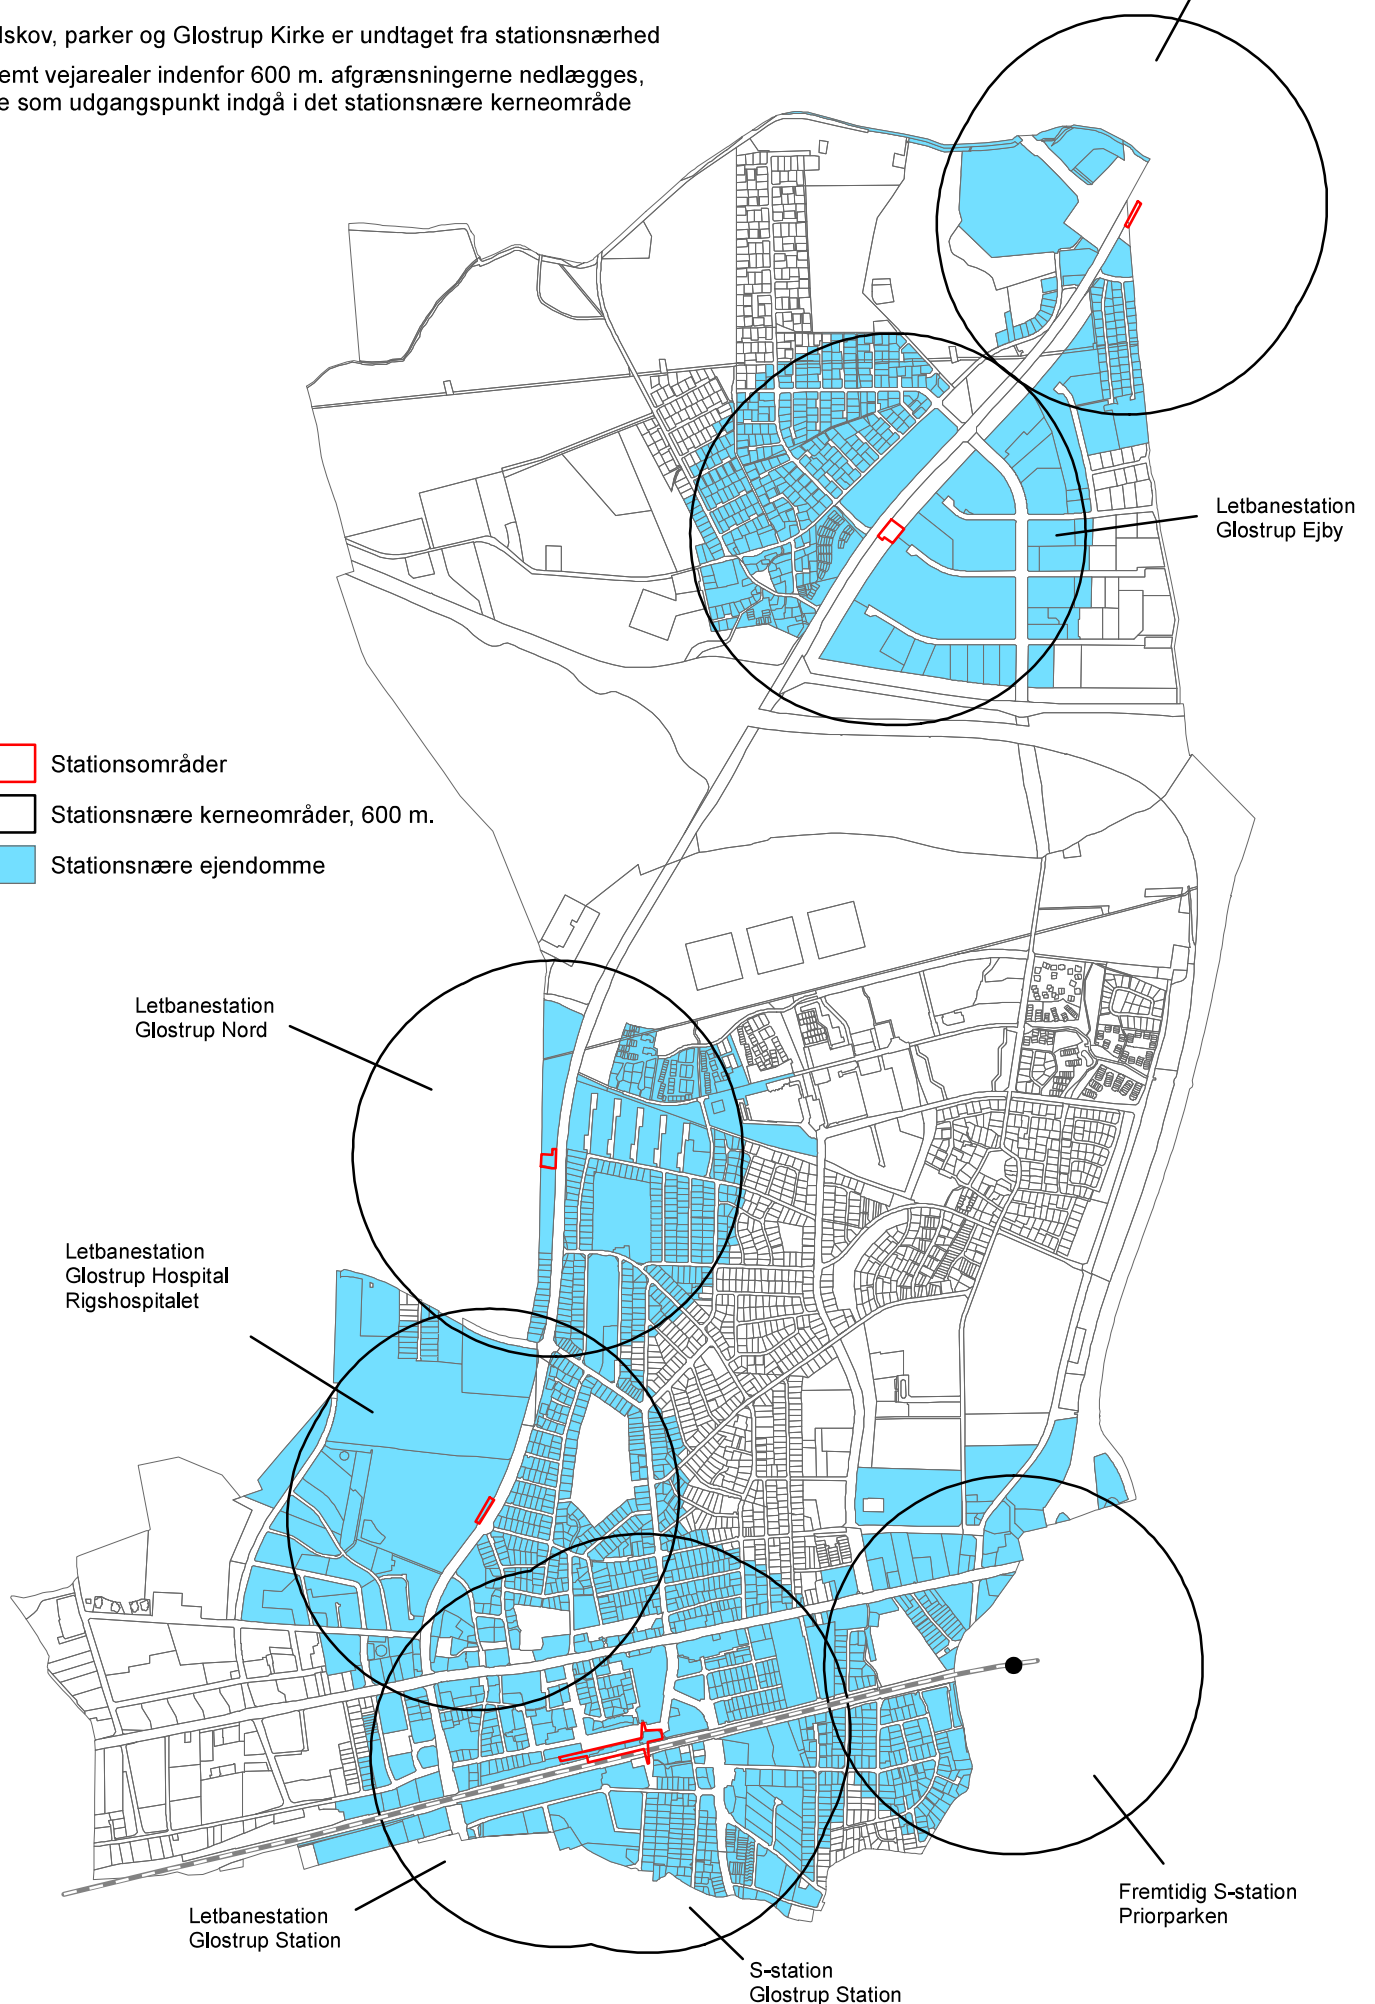 parker og Glostrup Kirke er undtaget fra stationsnærhed
vejarealer indenfor 600 m. afgrænsningerne nedlægges,
som udgangspunkt indgå i det stationsnære kerneområde
Letbanestation
Glostrup Ejby
Stationsområder
Stationsnære kerneområder, 600 m.
Stationsnære ejendomme
Letbanestation
Glostrup Nord
Letbanestation
Glostrup Hospital
Rigshospitalet
Fremtidig S-station
Priorparken
Letbanestation
Glostrup Station
S-station
Glostrup Station